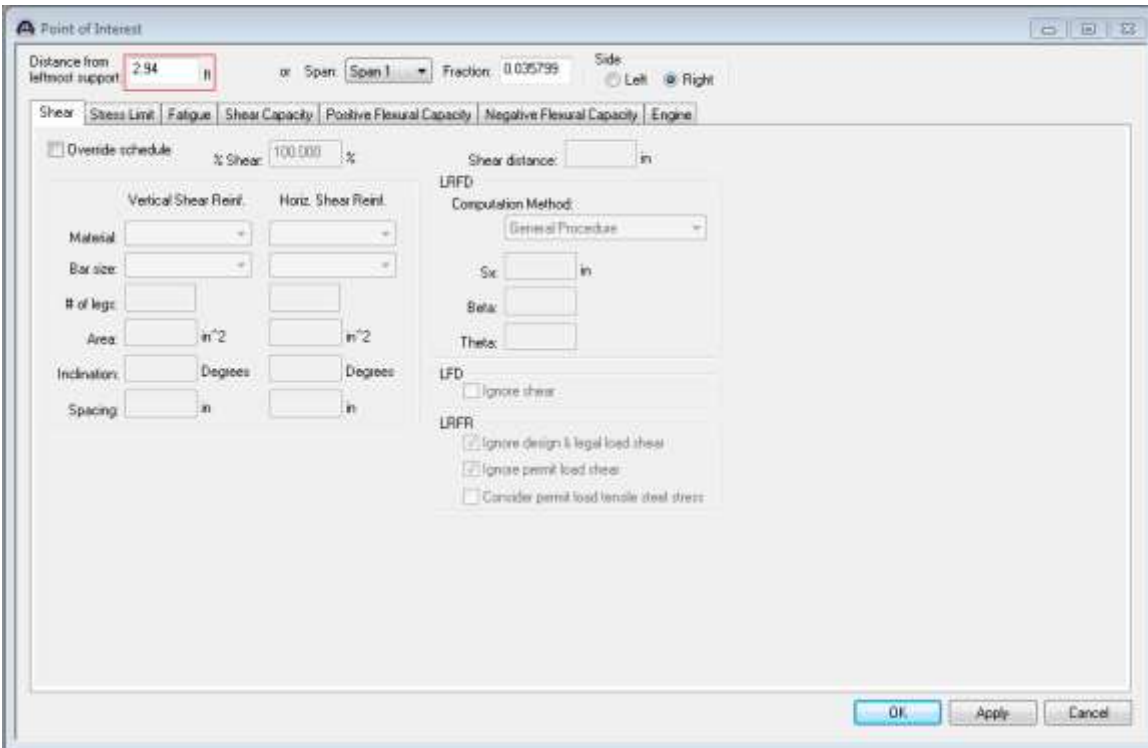 Point of Interest
Distance from leftmost support: 2.94 ft or Span: Span 1 Fraction: 0.035799 Side Left Right
Shear Stress Limit Fatigue Shear Capacity Positive Flexural Capacity Negative Flexural Capacity Engine
Override schedule % Shear: 100.000 % Shear distance: in
LRFD
Vertical Shear Reinf. Horiz. Shear Reinf. Computation Method:
General Procedure
Material:
Bar size: Sx: in
# of legs: Beta:
Area: in^2 in^2 Theta:
Inclination: Degrees Degrees LFD
Ignore shear
Spacing: in in
LRFR
Ignore design & legal load shear
Ignore permit load shear
Consider permit load tensile steel stress
OK Apply Cancel